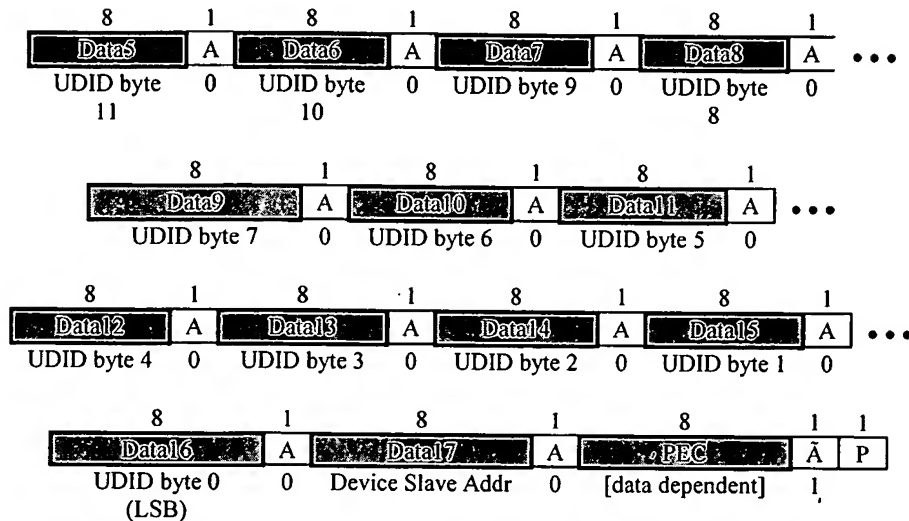 8 1 8 1 8 1 8 1
Data5 A Data6 A Data7 A Data8 A •••
UDID byte 0 UDID byte 0 UDID byte 9 0 UDID byte 0
11 10 8
8 1 8 1 8 1
Data9 A Data10 A Data11 A •••
UDID byte 7 0 UDID byte 6 0 UDID byte 5 0
8 1 8 1 8 1 8 1
Data12 A Data13 A Data14 A Data15 A •••
UDID byte 4 0 UDID byte 3 0 UDID byte 2 0 UDID byte 1 0
8 1 8 1 8 1 1
Data16 A Data17 A PEC Ã P
UDID byte 0 0 Device Slave Addr 0 [data dependent] 1
(LSB)